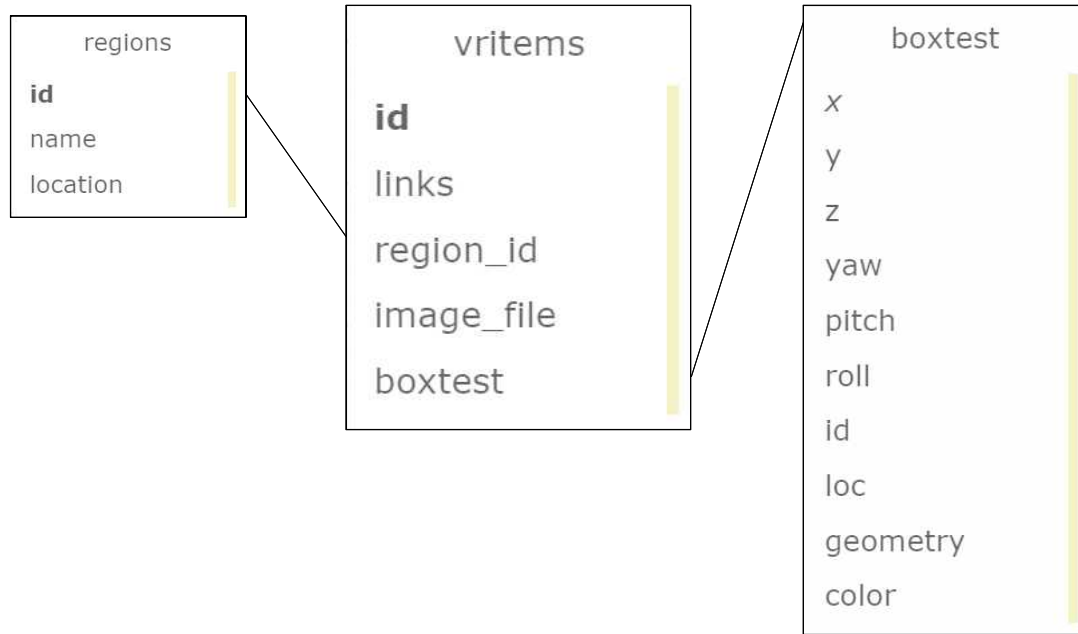 regions
id
name
location
vritems
id
links
region_id
image_file
boxtest
boxtest
x
y
z
yaw
pitch
roll
id
loc
geometry
color